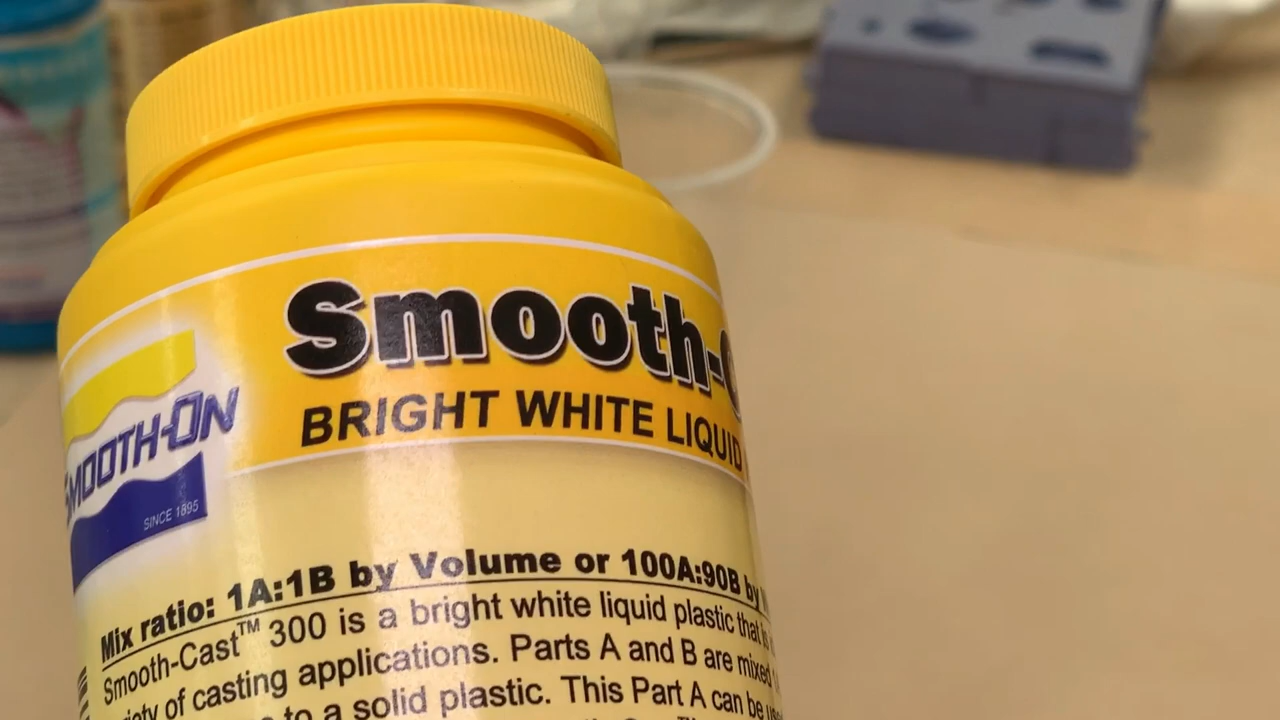 Smooth-
BRIGHT WHITE LIQUID
SMOOTH-ON
SINCE 1895
Mix ratio: 1A:1B by Volume or 100A:90B by
Smooth-Cast™ 300 is a bright white liquid plastic that is
of casting applications. Parts A and B are mixed
to a solid plastic. This Part A can be